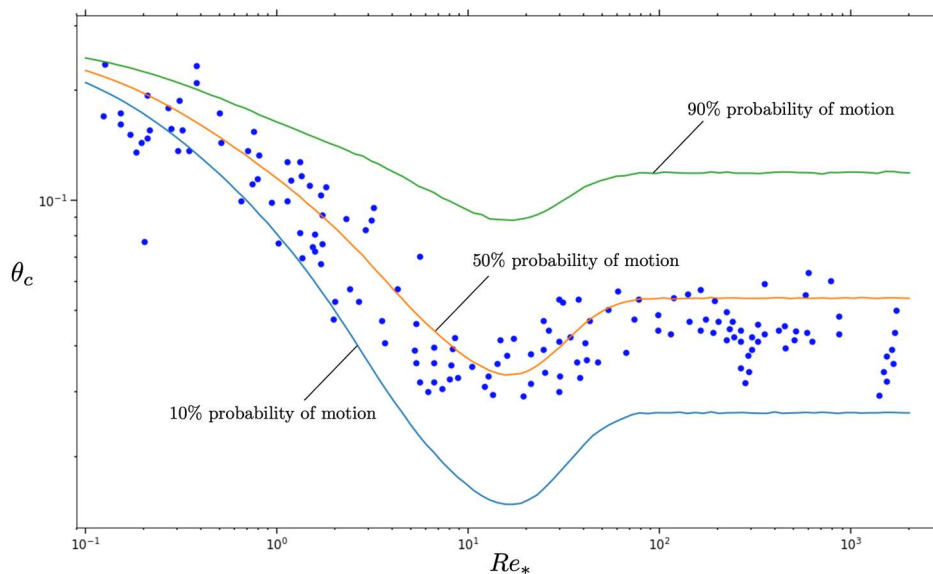 90% probability of motion
10⁻¹
50% probability of motion
θc
10% probability of motion
10⁻¹ 10⁰ 10¹ 10² 10³
Re*